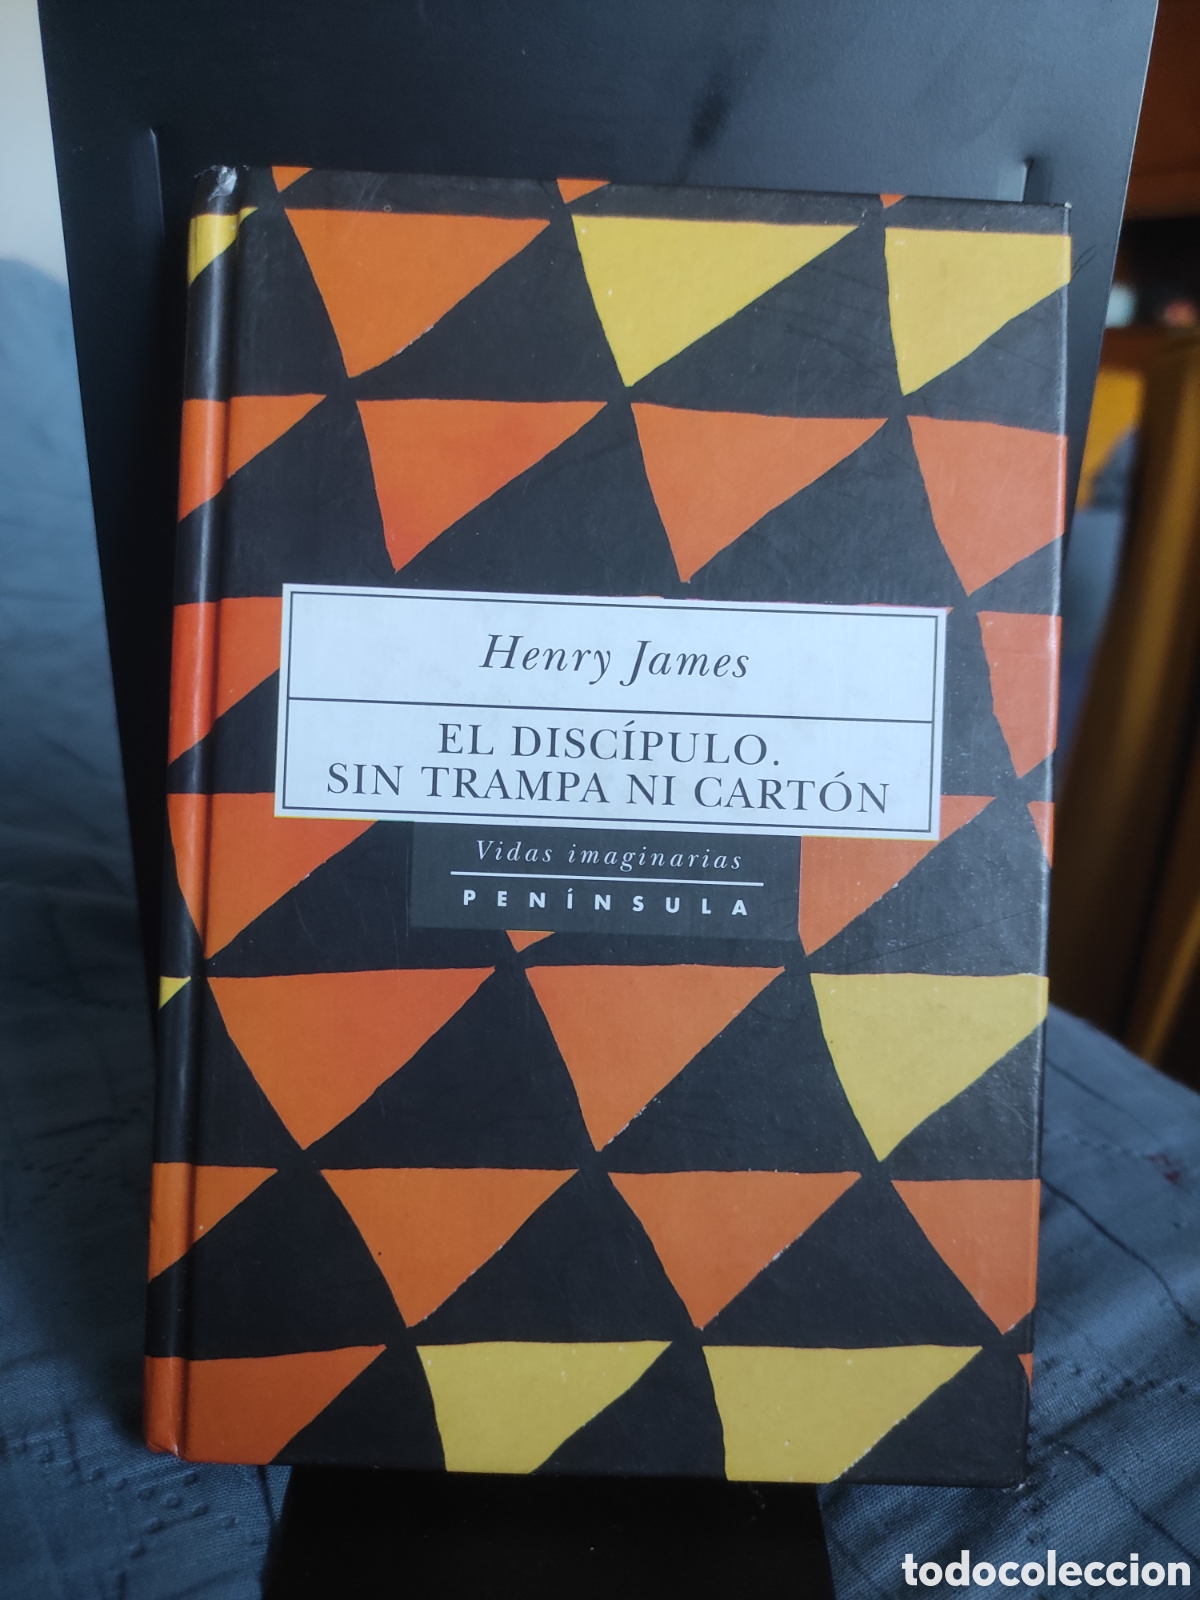 Henry James
EL DISCÍPULO.
SIN TRAMPA NI CARTÓN
Vidas imaginarias
PENÍNSULA
todocoleccion